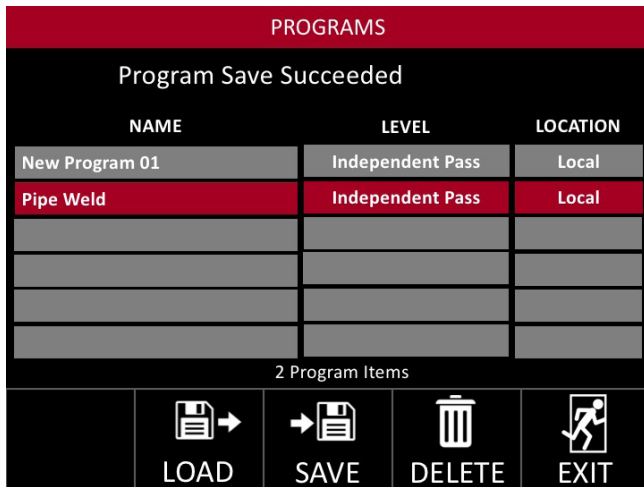 PROGRAMS
Program Save Succeeded
NAME LEVEL LOCATION
New Program 01 Independent Pass Local
Pipe Weld Independent Pass Local
2 Program Items
LOAD SAVE DELETE EXIT